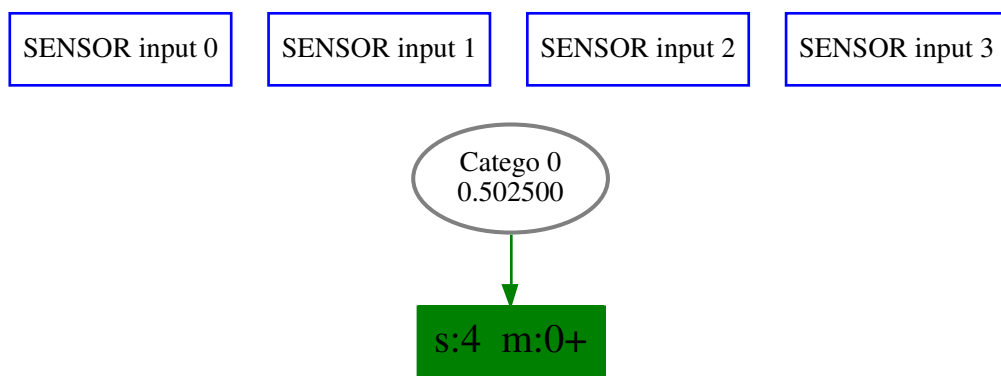 SENSOR input 0
SENSOR input 1
SENSOR input 2
SENSOR input 3
Catego 0
0.502500
s:4  m:0+